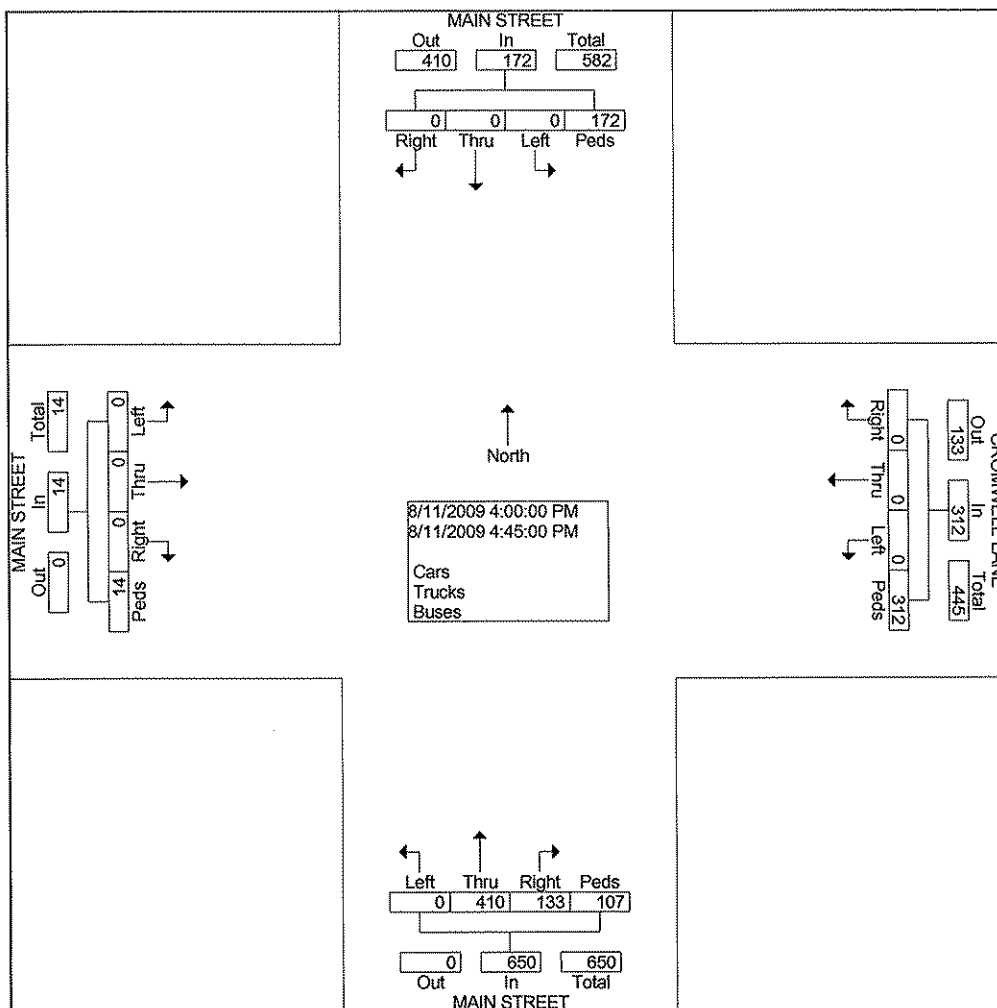 MAIN STREET
Out In Total
410 172 582
0 0 0 172
Right Thru Left Peds
MAIN STREET
Total In Out
14 14 0
0 0 0 14
Left Thru Right Peds
North
8/11/2009 4:00:00 PM
8/11/2009 4:45:00 PM
Cars
Trucks
Buses
Right Thru Left Peds
0 0 0 312
Out In Total
133 312 445
CROMWELL LANE
Left Thru Right Peds
0 410 133 107
0 650 650
Out In Total
MAIN STREET